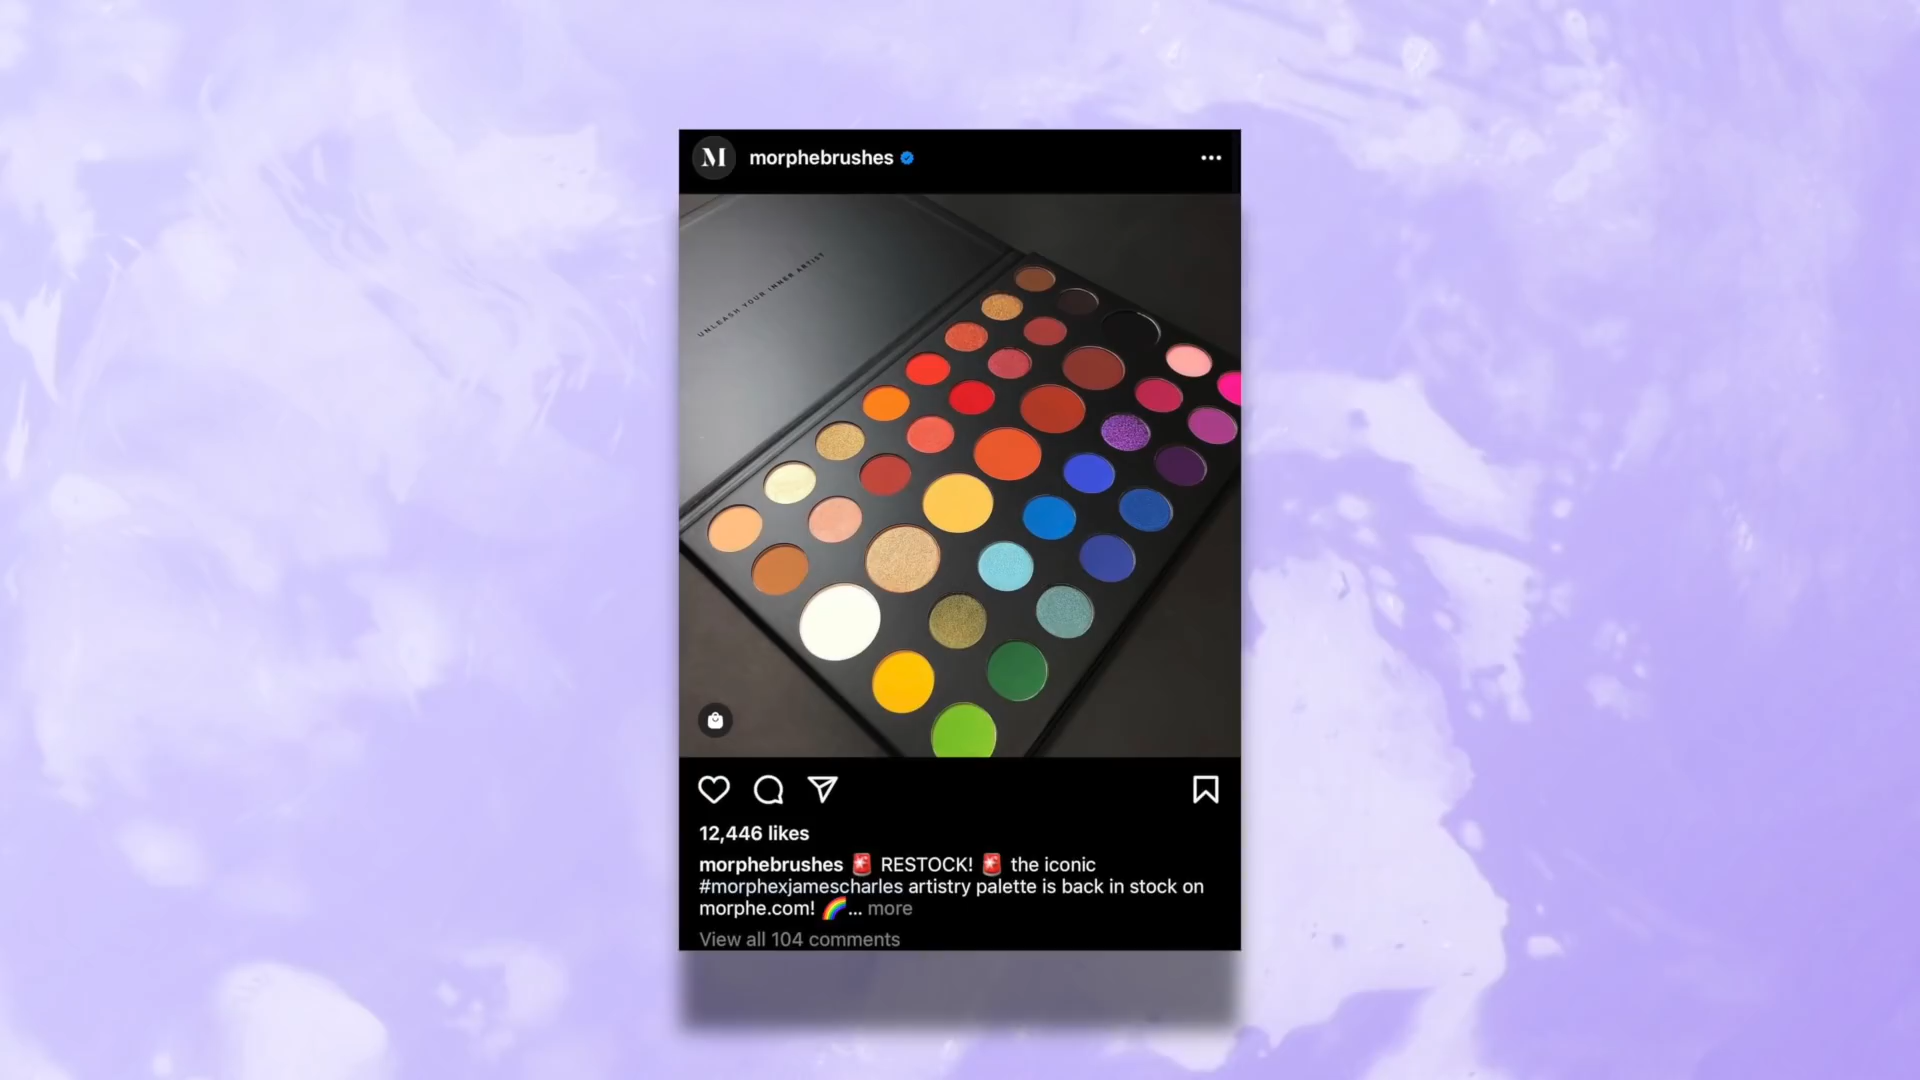 M morphebrushes
UNLEASH YOUR INNER ARTIST
12,446 likes
morphebrushes 🚨 RESTOCK! 🚨 the iconic
#morphexjamescharles artistry palette is back in stock on
morphe.com! 🌈... more
View all 104 comments